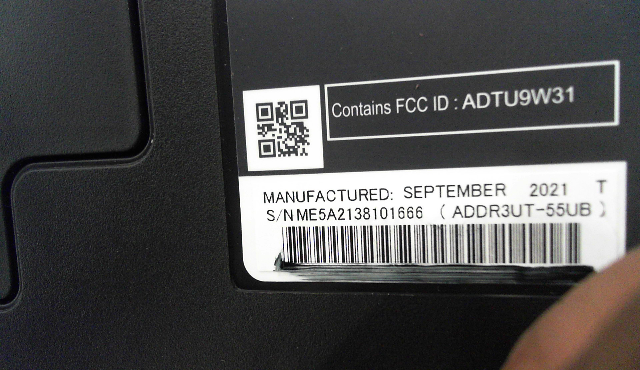 Contains FCC ID : ADTU9W31
MANUFACTURED: SEPTEMBER 2021 T
S/N ME5A2138101666 ( ADDR3UT-55UB )